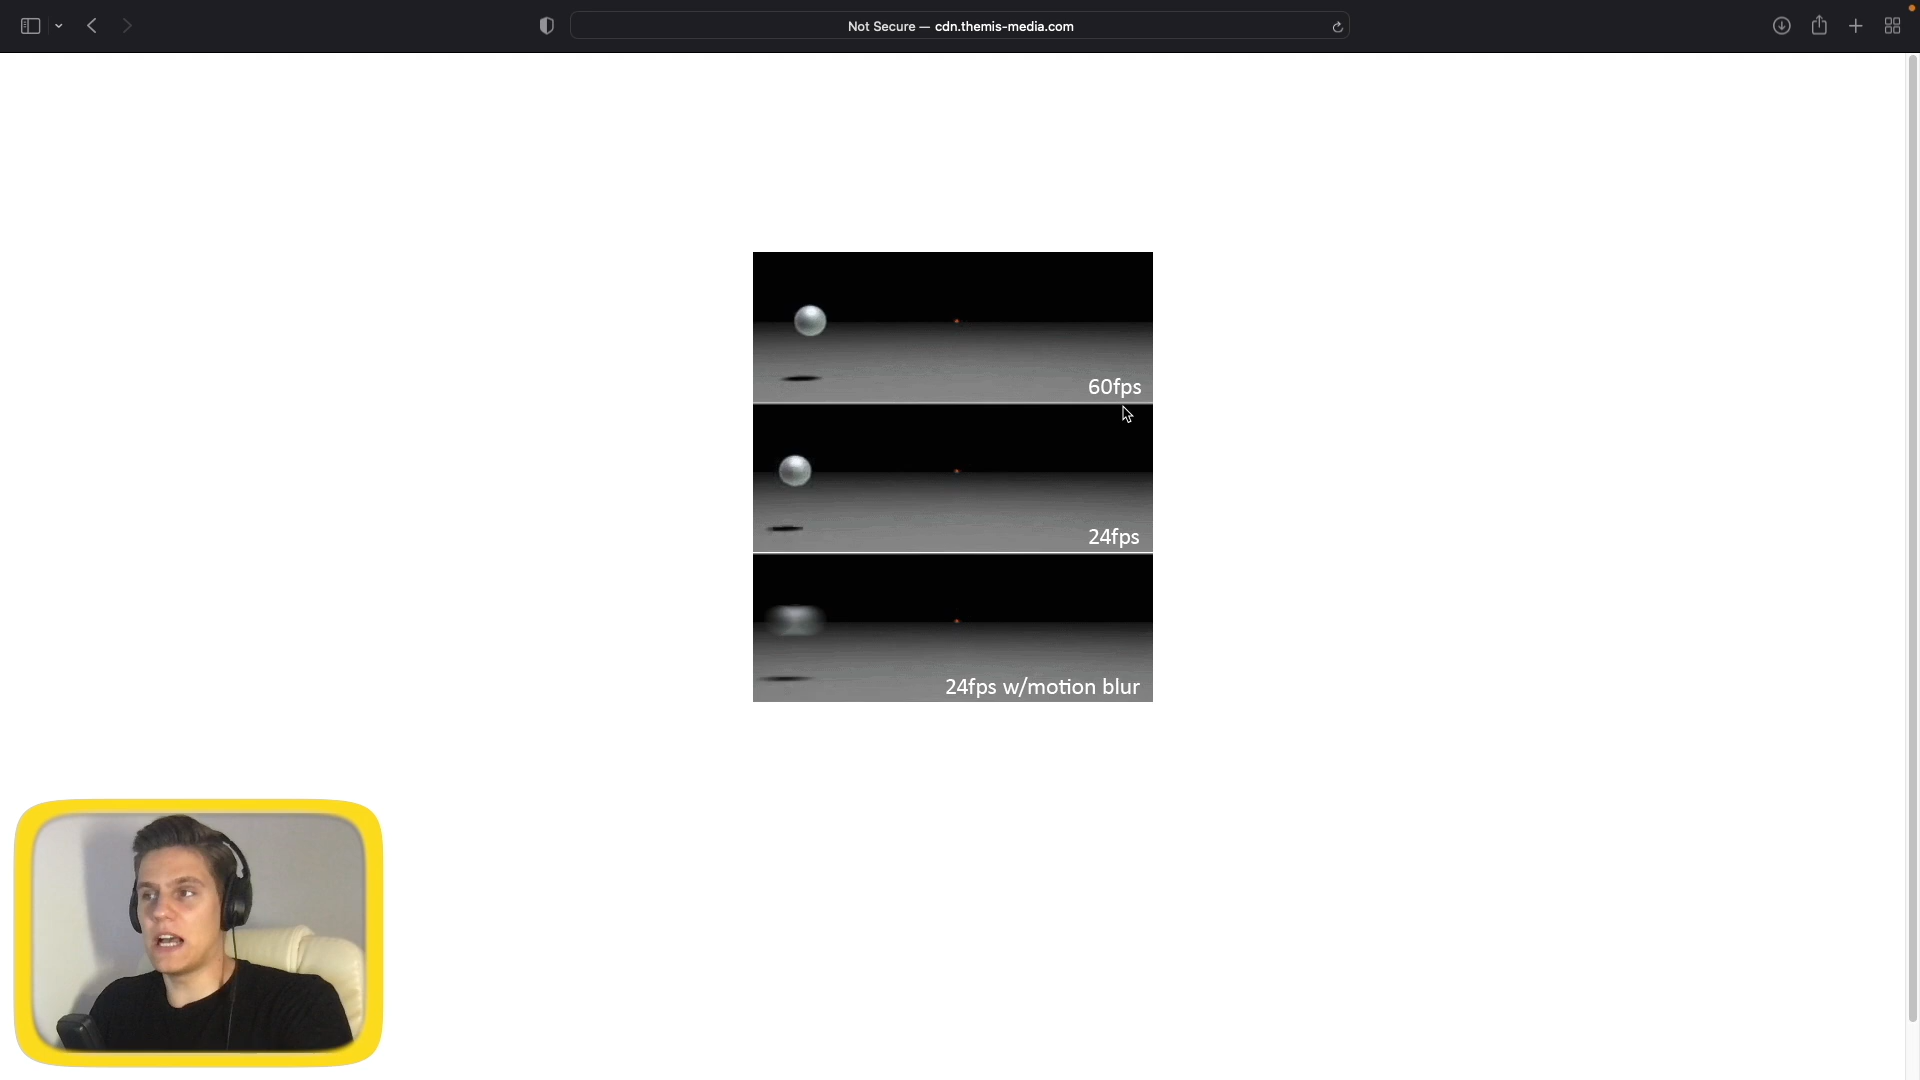 Not Secure — cdn.themis-media.com
60fps
24fps
24fps w/motion blur